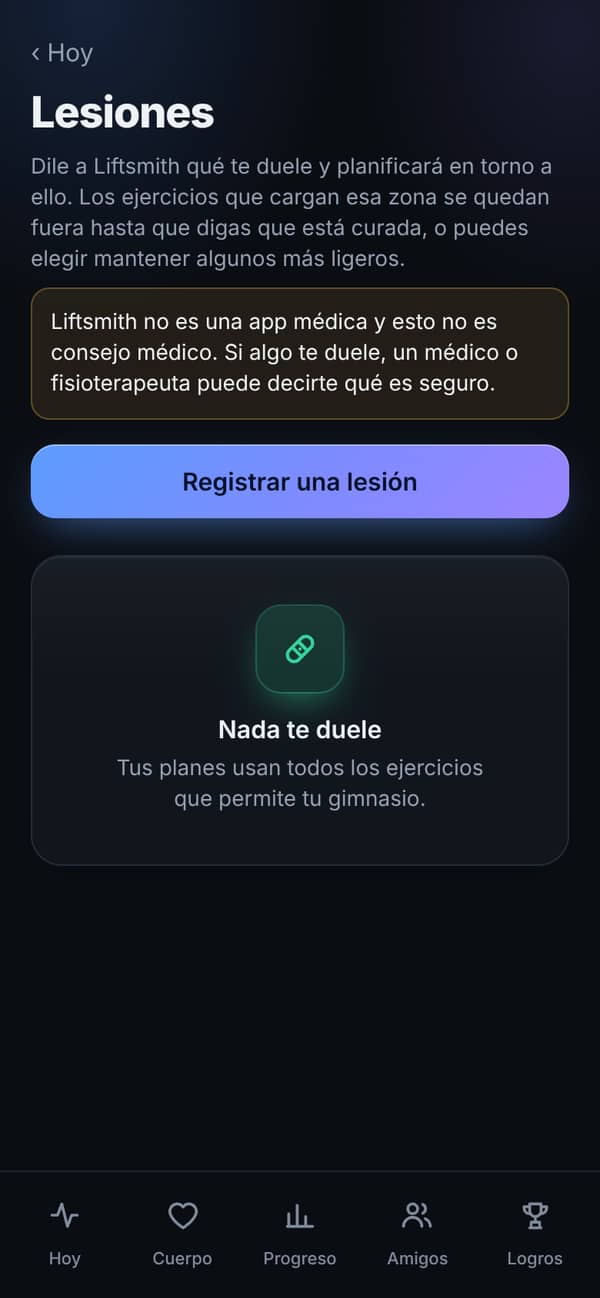 ‹ Hoy
Lesiones
Dile a Liftsmith qué te duele y planificará en torno a
ello. Los ejercicios que cargan esa zona se quedan
fuera hasta que digas que está curada, o puedes
elegir mantener algunos más ligeros.
Liftsmith no es una app médica y esto no es
consejo médico. Si algo te duele, un médico o
fisioterapeuta puede decirte qué es seguro.
Registrar una lesión
Nada te duele
Tus planes usan todos los ejercicios
que permite tu gimnasio.
Hoy
Cuerpo
Progreso
Amigos
Logros